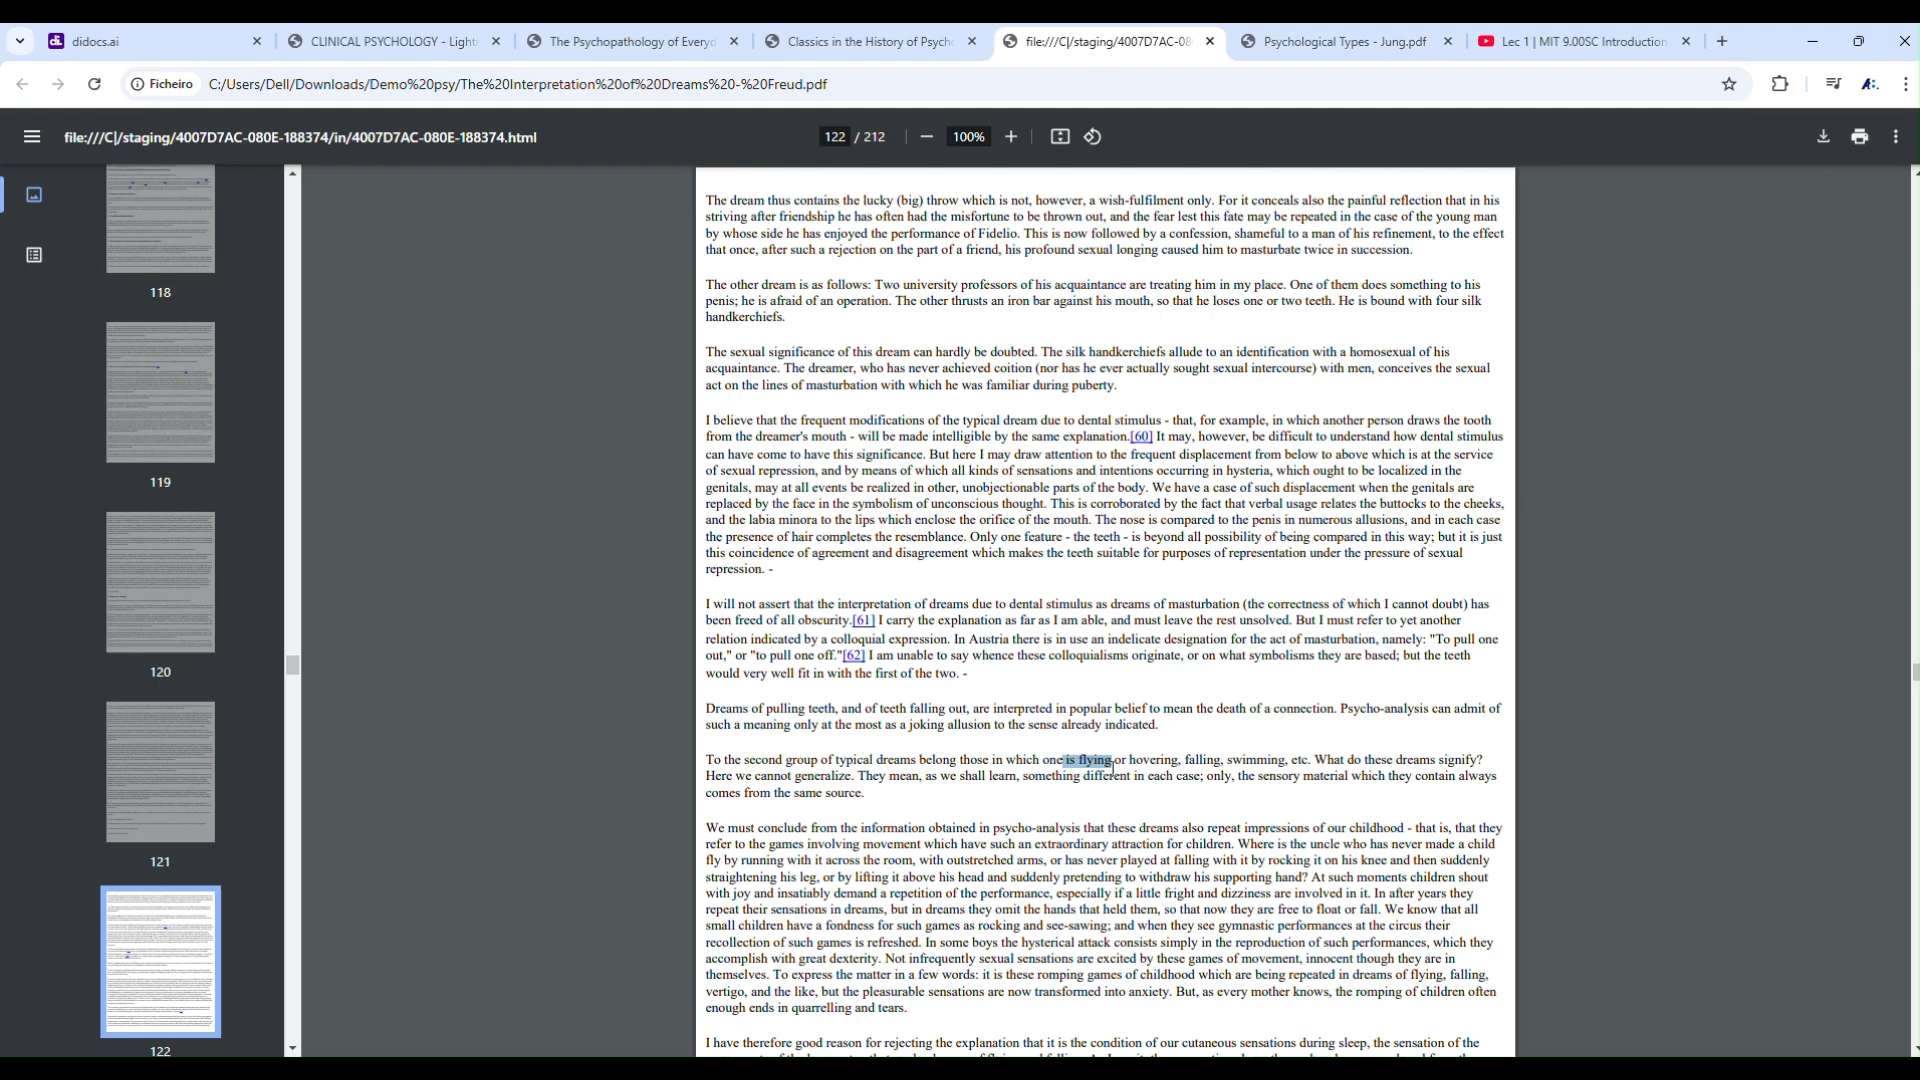 didocs.ai
CLINICAL PSYCHOLOGY - Light
The Psychopathology of Everyd
Classics in the History of Psych
file:///C|/staging/4007D7AC-08
Psychological Types - Jung.pdf
Lec 1 | MIT 9.00SC Introduction
Ficheiro
C:/Users/Dell/Downloads/Demo%20psy/The%20Interpretation%20of%20Dreams%20-%20Freud.pdf
file:///C|/staging/4007D7AC-080E-188374/in/4007D7AC-080E-188374.html
122 / 212
100%
118
119
120
121
122
The dream thus contains the lucky (big) throw which is not, however, a wish-fulfilment only. For it conceals also the painful reflection that in his
striving after friendship he has often had the misfortune to be thrown out, and the fear lest this fate may be repeated in the case of the young man
by whose side he has enjoyed the performance of Fidelio. This is now followed by a confession, shameful to a man of his refinement, to the effect
that once, after such a rejection on the part of a friend, his profound sexual longing caused him to masturbate twice in succession.
The other dream is as follows: Two university professors of his acquaintance are treating him in my place. One of them does something to his
penis; he is afraid of an operation. The other thrusts an iron bar against his mouth, so that he loses one or two teeth. He is bound with four silk
handkerchiefs.
The sexual significance of this dream can hardly be doubted. The silk handkerchiefs allude to an identification with a homosexual of his
acquaintance. The dreamer, who has never achieved coition (nor has he ever actually sought sexual intercourse) with men, conceives the sexual
act on the lines of masturbation with which he was familiar during puberty.
I believe that the frequent modifications of the typical dream due to dental stimulus - that, for example, in which another person draws the tooth
from the dreamer's mouth - will be made intelligible by the same explanation.[60] It may, however, be difficult to understand how dental stimulus
can have come to have this significance. But here I may draw attention to the frequent displacement from below to above which is at the service
of sexual repression, and by means of which all kinds of sensations and intentions occurring in hysteria, which ought to be localized in the
genitals, may at all events be realized in other, unobjectionable parts of the body. We have a case of such displacement when the genitals are
replaced by the face in the symbolism of unconscious thought. This is corroborated by the fact that verbal usage relates the buttocks to the cheeks,
and the labia minora to the lips which enclose the orifice of the mouth. The nose is compared to the penis in numerous allusions, and in each case
the presence of hair completes the resemblance. Only one feature - the teeth - is beyond all possibility of being compared in this way; but it is just
this coincidence of agreement and disagreement which makes the teeth suitable for purposes of representation under the pressure of sexual
repression. -
I will not assert that the interpretation of dreams due to dental stimulus as dreams of masturbation (the correctness of which I cannot doubt) has
been freed of all obscurity.[61] I carry the explanation as far as I am able, and must leave the rest unsolved. But I must refer to yet another
relation indicated by a colloquial expression. In Austria there is in use an indelicate designation for the act of masturbation, namely: "To pull one
out," or "to pull one off."[62] I am unable to say whence these colloquialisms originate, or on what symbolisms they are based; but the teeth
would very well fit in with the first of the two. -
Dreams of pulling teeth, and of teeth falling out, are interpreted in popular belief to mean the death of a connection. Psycho-analysis can admit of
such a meaning only at the most as a joking allusion to the sense already indicated.
To the second group of typical dreams belong those in which one is flying or hovering, falling, swimming, etc. What do these dreams signify?
Here we cannot generalize. They mean, as we shall learn, something different in each case; only, the sensory material which they contain always
comes from the same source.
We must conclude from the information obtained in psycho-analysis that these dreams also repeat impressions of our childhood - that is, that they
refer to the games involving movement which have such an extraordinary attraction for children. Where is the uncle who has never made a child
fly by running with it across the room, with outstretched arms, or has never played at falling with it by rocking it on his knee and then suddenly
straightening his leg, or by lifting it above his head and suddenly pretending to withdraw his supporting hand? At such moments children shout
with joy and insatiably demand a repetition of the performance, especially if a little fright and dizziness are involved in it. In after years they
repeat their sensations in dreams, but in dreams they omit the hands that held them, so that now they are free to float or fall. We know that all
small children have a fondness for such games as rocking and see-sawing; and when they see gymnastic performances at the circus their
recollection of such games is refreshed. In some boys the hysterical attack consists simply in the reproduction of such performances, which they
accomplish with great dexterity. Not infrequently sexual sensations are excited by these games of movement, innocent though they are in
themselves. To express the matter in a few words: it is these romping games of childhood which are being repeated in dreams of flying, falling,
vertigo, and the like, but the pleasurable sensations are now transformed into anxiety. But, as every mother knows, the romping of children often
enough ends in quarrelling and tears.
I have therefore good reason for rejecting the explanation that it is the condition of our cutaneous sensations during sleep, the sensation of the